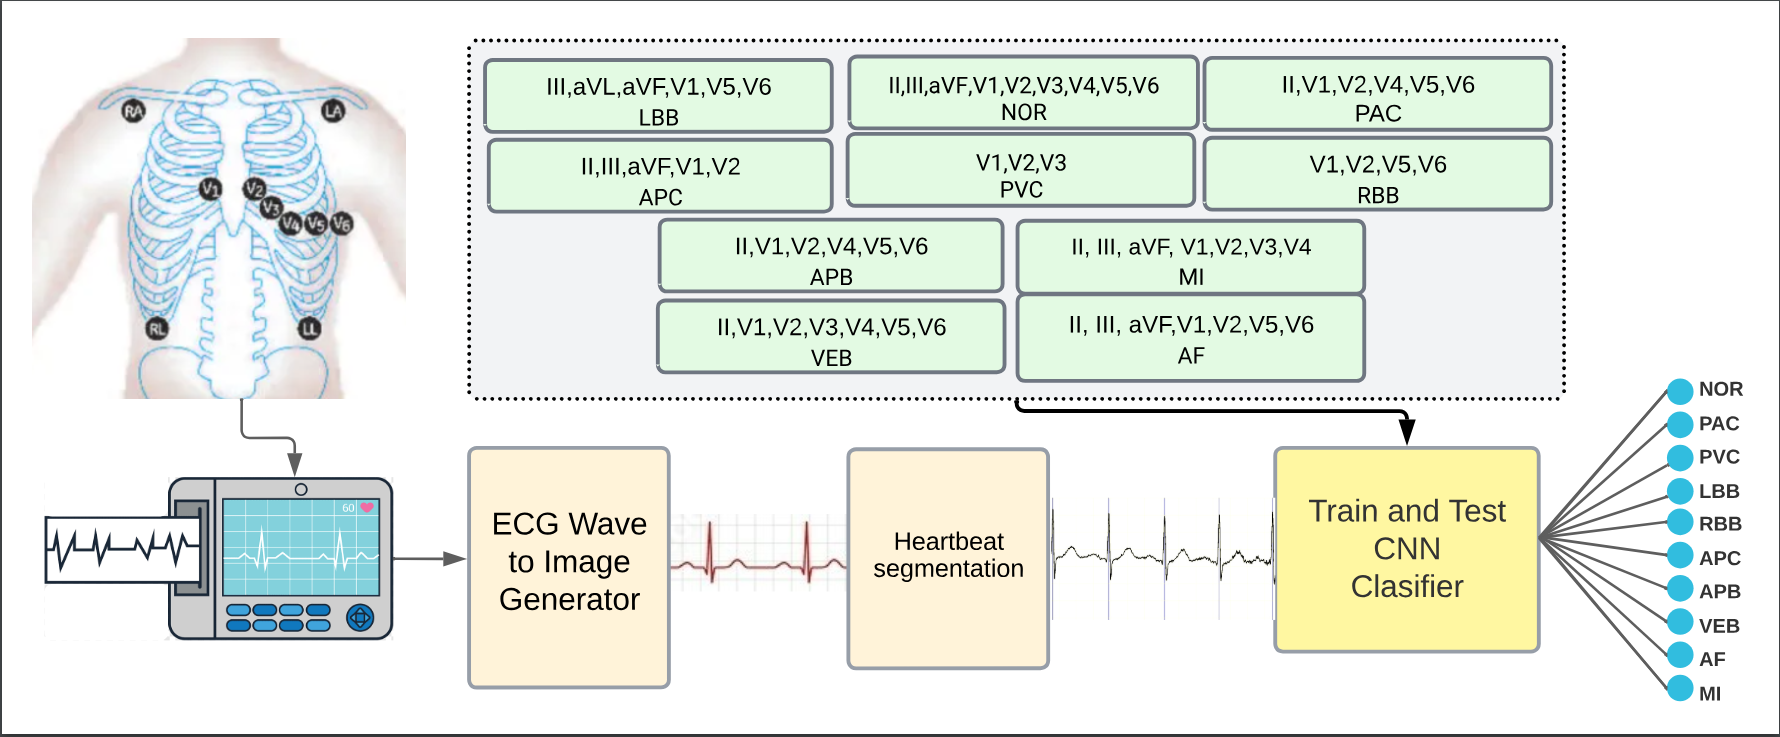 RA
LA
V1
V2
V3
V4
V5
V6
RL
LL
III,aVL,aVF,V1,V5,V6
LBB
II,III,aVF,V1,V2,V3,V4,V5,V6
NOR
II,V1,V2,V4,V5,V6
PAC
II,III,aVF,V1,V2
APC
V1,V2,V3
PVC
V1,V2,V5,V6
RBB
II,V1,V2,V4,V5,V6
APB
II, III, aVF, V1,V2,V3,V4
MI
II,V1,V2,V3,V4,V5,V6
VEB
II, III, aVF,V1,V2,V5,V6
AF
60
ECG Wave
to Image
Generator
Heartbeat
segmentation
Train and Test
CNN
Clasifier
NOR
PAC
PVC
LBB
RBB
APC
APB
VEB
AF
MI